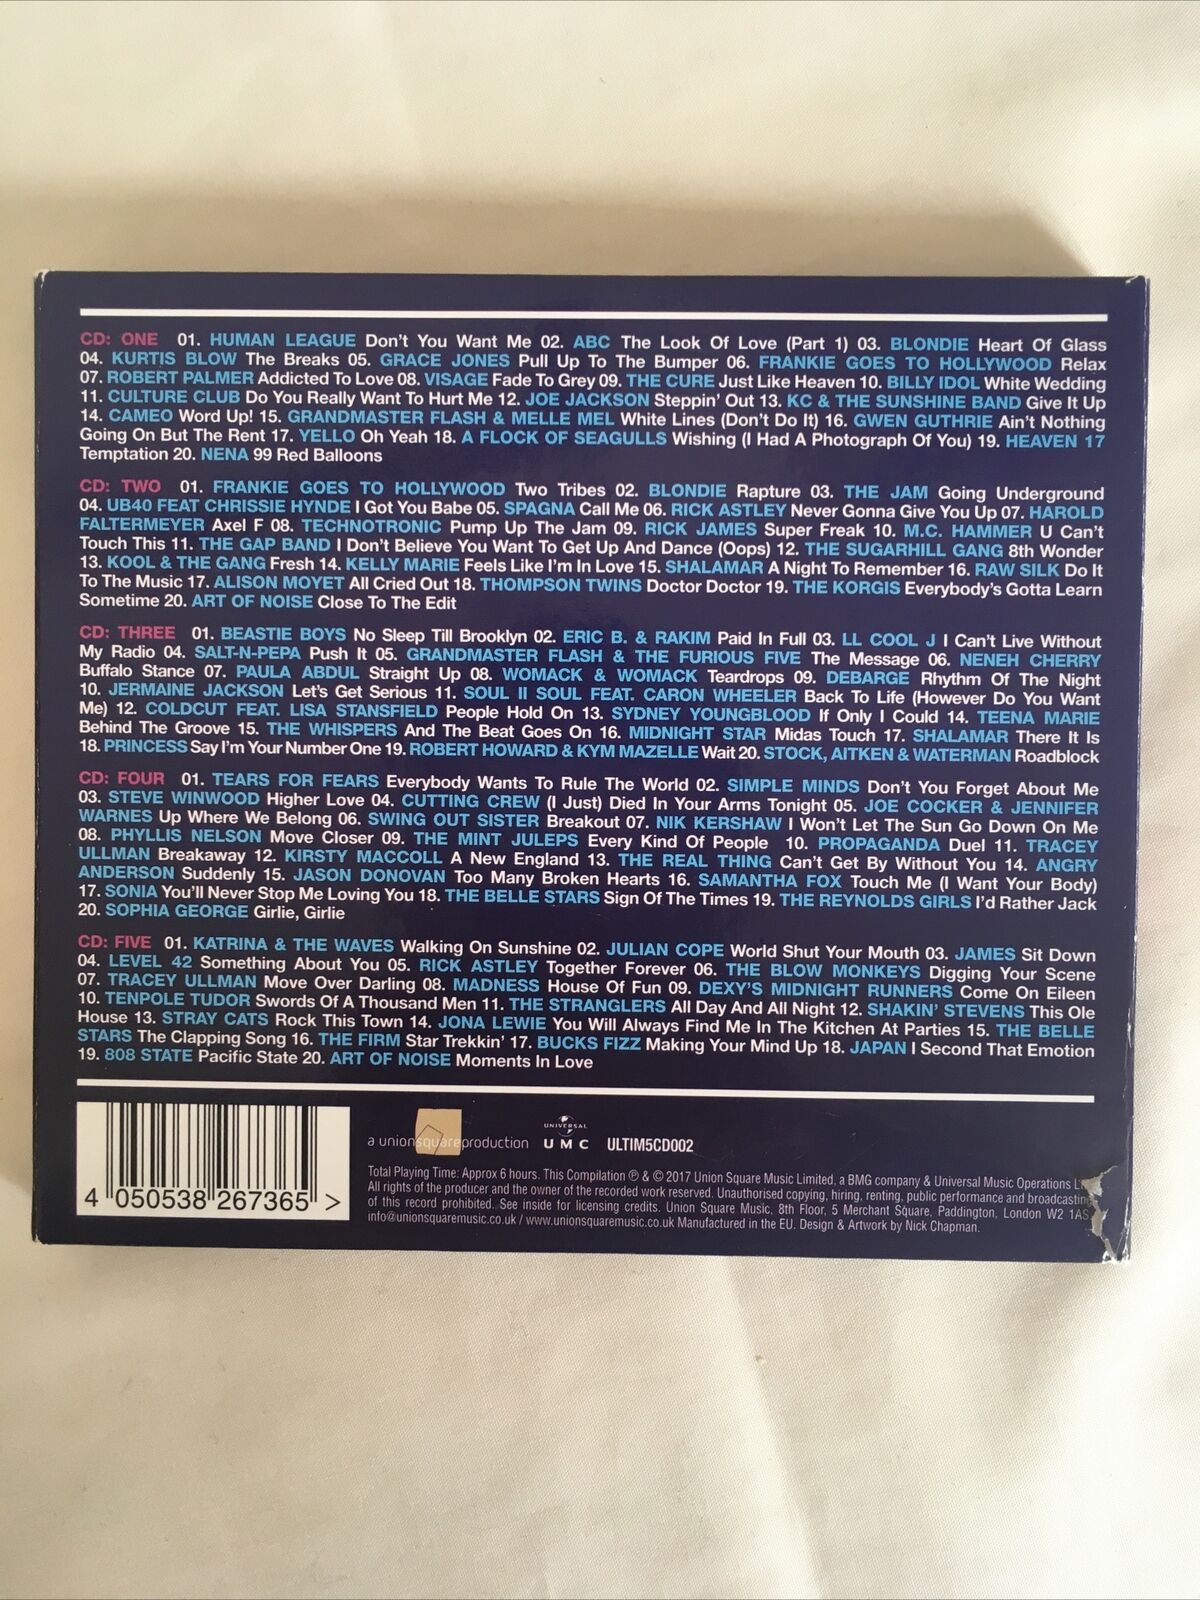 CD: ONE 01. HUMAN LEAGUE Don't You Want Me 02. ABC The Look Of Love (Part 1) 03. BLONDIE Heart Of Glass
04. KURTIS BLOW The Breaks 05. GRACE JONES Pull Up To The Bumper 06. FRANKIE GOES TO HOLLYWOOD Relax
07. ROBERT PALMER Addicted To Love 08. VISAGE Fade To Grey 09. THE CURE Just Like Heaven 10. BILLY IDOL White Wedding
11. CULTURE CLUB Do You Really Want To Hurt Me 12. JOE JACKSON Steppin' Out 13. KC & THE SUNSHINE BAND Give It Up
14. CAMEO Word Up! 15. GRANDMASTER FLASH & MELLE MEL White Lines (Don't Do It) 16. GWEN GUTHRIE Ain't Nothing
Going On But The Rent 17. YELLO Oh Yeah 18. A FLOCK OF SEAGULLS Wishing (I Had A Photograph Of You) 19. HEAVEN 17
Temptation 20. NENA 99 Red Balloons
CD: TWO 01. FRANKIE GOES TO HOLLYWOOD Two Tribes 02. BLONDIE Rapture 03. THE JAM Going Underground
04. UB40 FEAT CHRISSIE HYNDE I Got You Babe 05. SPAGNA Call Me 06. RICK ASTLEY Never Gonna Give You Up 07. HAROLD
FALTERMEYER Axel F 08. TECHNOTRONIC Pump Up The Jam 09. RICK JAMES Super Freak 10. M.C. HAMMER U Can't
Touch This 11. THE GAP BAND I Don't Believe You Want To Get Up And Dance (Oops) 12. THE SUGARHILL GANG 8th Wonder
13. KOOL & THE GANG Fresh 14. KELLY MARIE Feels Like I'm In Love 15. SHALAMAR A Night To Remember 16. RAW SILK Do It
To The Music 17. ALISON MOYET All Cried Out 18. THOMPSON TWINS Doctor Doctor 19. THE KORGIS Everybody's Gotta Learn
Sometime 20. ART OF NOISE Close To The Edit
CD: THREE 01. BEASTIE BOYS No Sleep Till Brooklyn 02. ERIC B. & RAKIM Paid In Full 03. LL COOL J I Can't Live Without
My Radio 04. SALT-N-PEPA Push It 05. GRANDMASTER FLASH & THE FURIOUS FIVE The Message 06. NENEH CHERRY
Buffalo Stance 07. PAULA ABDUL Straight Up 08. WOMACK & WOMACK Teardrops 09. DEBARGE Rhythm Of The Night
10. JERMAINE JACKSON Let's Get Serious 11. SOUL II SOUL FEAT. CARON WHEELER Back To Life (However Do You Want
Me) 12. COLDCUT FEAT. LISA STANSFIELD People Hold On 13. SYDNEY YOUNGBLOOD If Only I Could 14. TEENA MARIE
Behind The Groove 15. THE WHISPERS And The Beat Goes On 16. MIDNIGHT STAR Midas Touch 17. SHALAMAR There It Is
18. PRINCESS Say I'm Your Number One 19. ROBERT HOWARD & KYM MAZELLE Wait 20. STOCK, AITKEN & WATERMAN Roadblock
CD: FOUR 01. TEARS FOR FEARS Everybody Wants To Rule The World 02. SIMPLE MINDS Don't You Forget About Me
03. STEVE WINWOOD Higher Love 04. CUTTING CREW (I Just) Died In Your Arms Tonight 05. JOE COCKER & JENNIFER
WARNES Up Where We Belong 06. SWING OUT SISTER Breakout 07. NIK KERSHAW I Won't Let The Sun Go Down On Me
08. PHYLLIS NELSON Move Closer 09. THE MINT JULEPS Every Kind Of People 10. PROPAGANDA Duel 11. TRACEY
ULLMAN Breakaway 12. KIRSTY MACCOLL A New England 13. THE REAL THING Can't Get By Without You 14. ANGRY
ANDERSON Suddenly 15. JASON DONOVAN Too Many Broken Hearts 16. SAMANTHA FOX Touch Me (I Want Your Body)
17. SONIA You'll Never Stop Me Loving You 18. THE BELLE STARS Sign Of The Times 19. THE REYNOLDS GIRLS I'd Rather Jack
20. SOPHIA GEORGE Girlie, Girlie
CD: FIVE 01. KATRINA & THE WAVES Walking On Sunshine 02. JULIAN COPE World Shut Your Mouth 03. JAMES Sit Down
04. LEVEL 42 Something About You 05. RICK ASTLEY Together Forever 06. THE BLOW MONKEYS Digging Your Scene
07. TRACEY ULLMAN Move Over Darling 08. MADNESS House Of Fun 09. DEXY'S MIDNIGHT RUNNERS Come On Eileen
10. TENPOLE TUDOR Swords Of A Thousand Men 11. THE STRANGLERS All Day And All Night 12. SHAKIN' STEVENS This Ole
House 13. STRAY CATS Rock This Town 14. JONA LEWIE You Will Always Find Me In The Kitchen At Parties 15. THE BELLE
STARS The Clapping Song 16. THE FIRM Star Trekkin' 17. BUCKS FIZZ Making Your Mind Up 18. JAPAN I Second That Emotion
19. 808 STATE Pacific State 20. ART OF NOISE Moments In Love
4 050538 267365 >
a unionsquareproduction
UNIVERSAL
UMC
ULTIM5CD002
Total Playing Time: Approx 6 hours. This Compilation ℗ & © 2017 Union Square Music Limited, a BMG company & Universal Music Operations
All rights of the producer and the owner of the recorded work reserved. Unauthorised copying, hiring, renting, public performance and broadcasting
of this record prohibited. See inside for licensing credits. Union Square Music, 8th Floor, 5 Merchant Square, Paddington, London W2 1AS
info@unionsquaremusic.co.uk / www.unionsquaremusic.co.uk Manufactured in the EU. Design & Artwork by Nick Chapman.